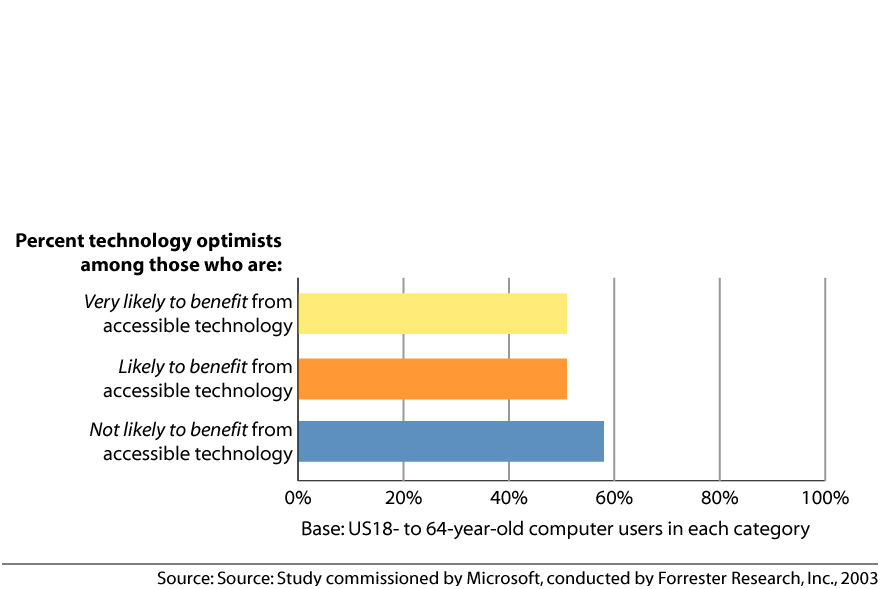 Percent technology optimists
among those who are:
Very likely to benefit from
accessible technology
Likely to benefit from
accessible technology
Not likely to benefit from
accessible technology
0% 20% 40% 60% 80% 100%
Base: US18- to 64-year-old computer users in each category
Source: Source: Study commissioned by Microsoft, conducted by Forrester Research, Inc., 2003